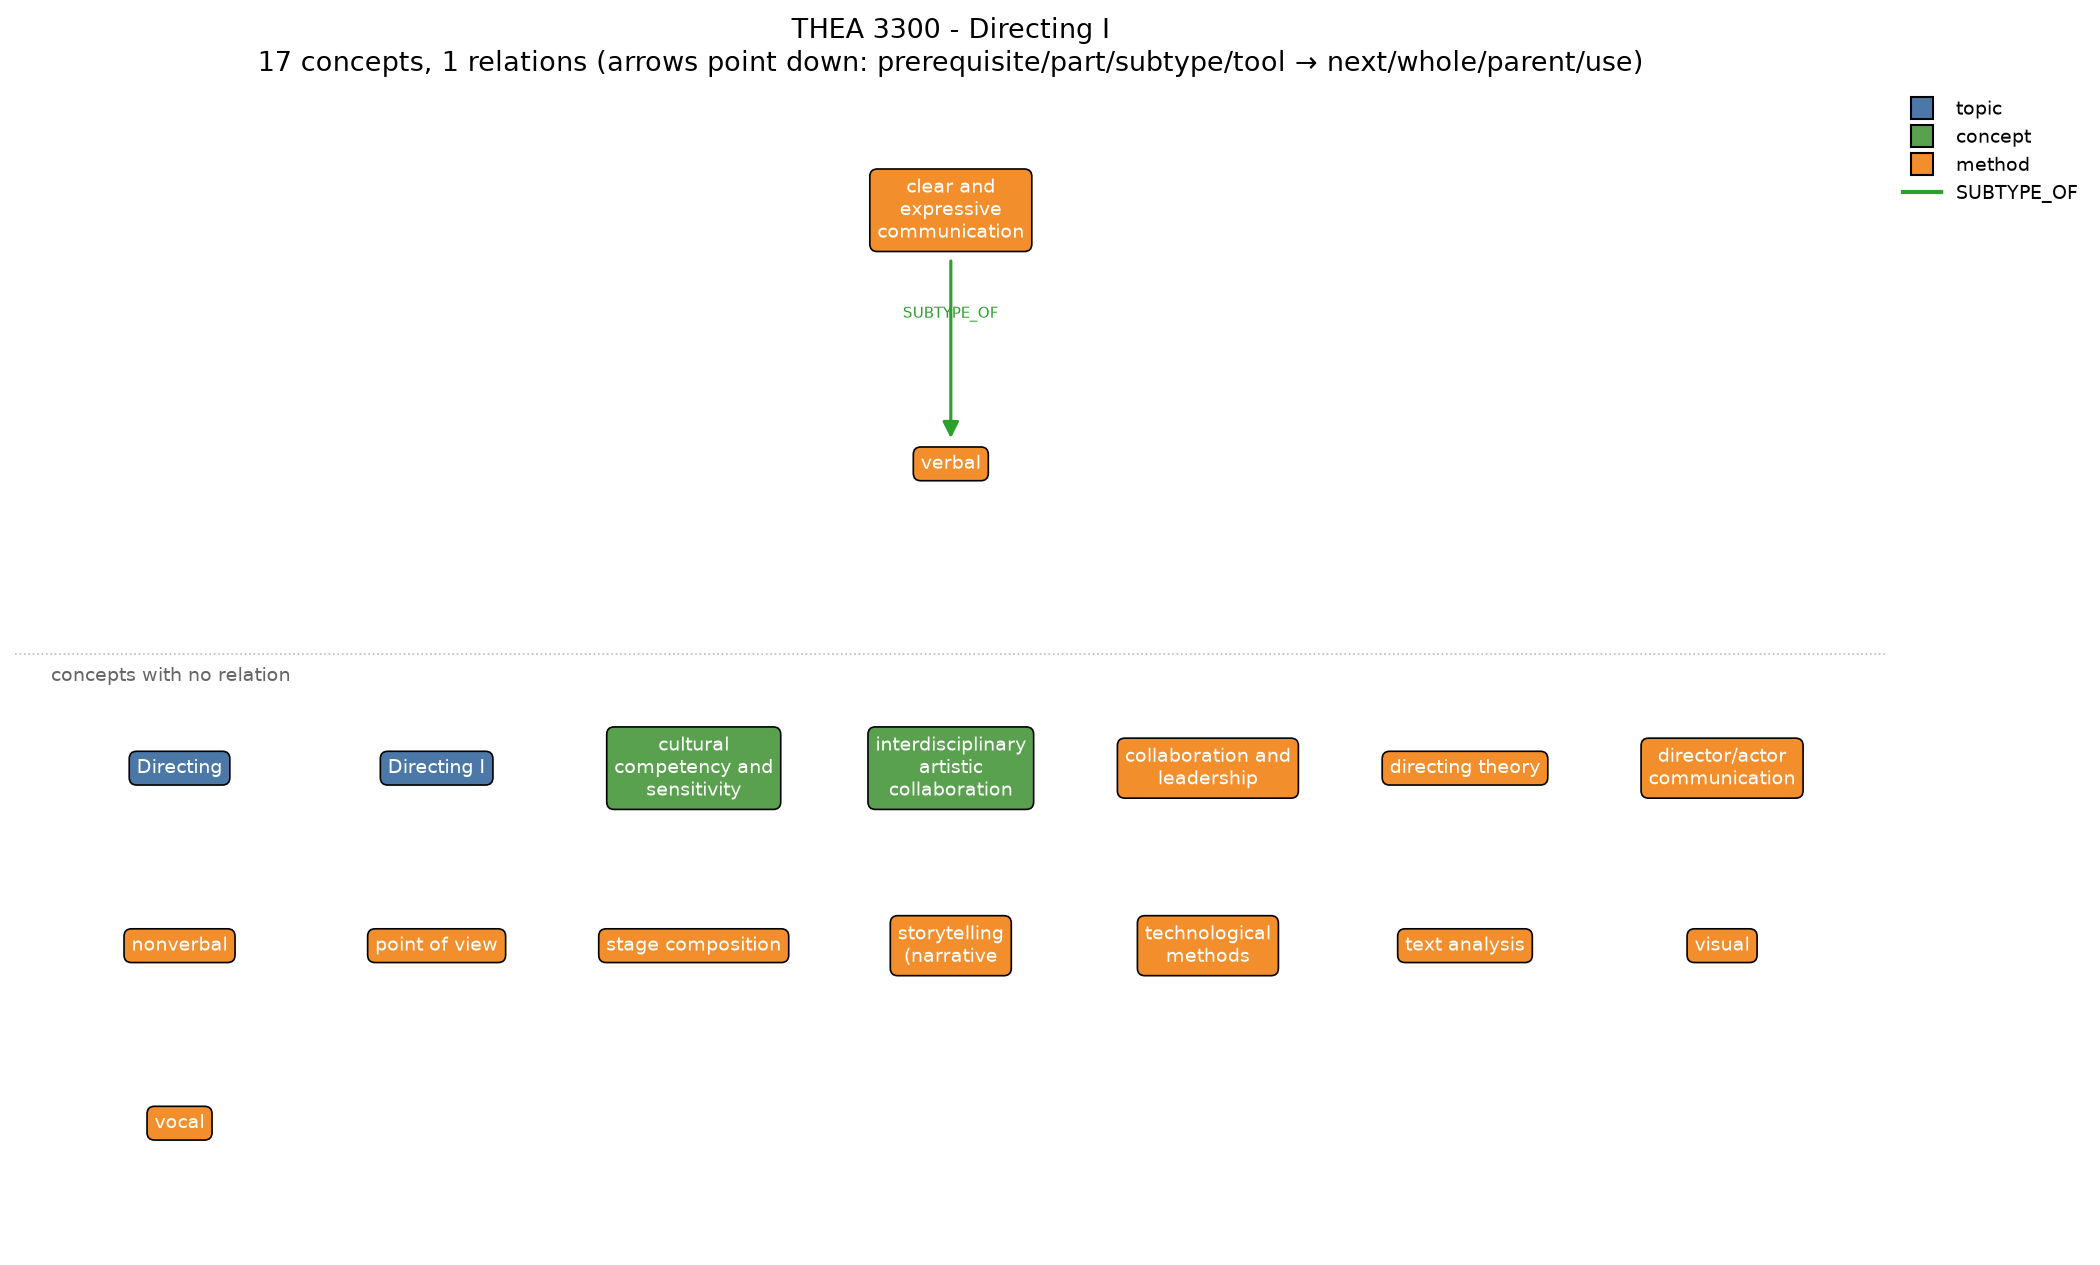 THEA 3300 - Directing I
17 concepts, 1 relations (arrows point down: prerequisite/part/subtype/tool → next/whole/parent/use)
topic
concept
method
SUBTYPE_OF
clear and
expressive
communication
SUBTYPE_OF
verbal
concepts with no relation
Directing
Directing I
cultural
competency and
sensitivity
interdisciplinary
artistic
collaboration
collaboration and
leadership
directing theory
director/actor
communication
nonverbal
point of view
stage composition
storytelling
(narrative
technological
methods
text analysis
visual
vocal